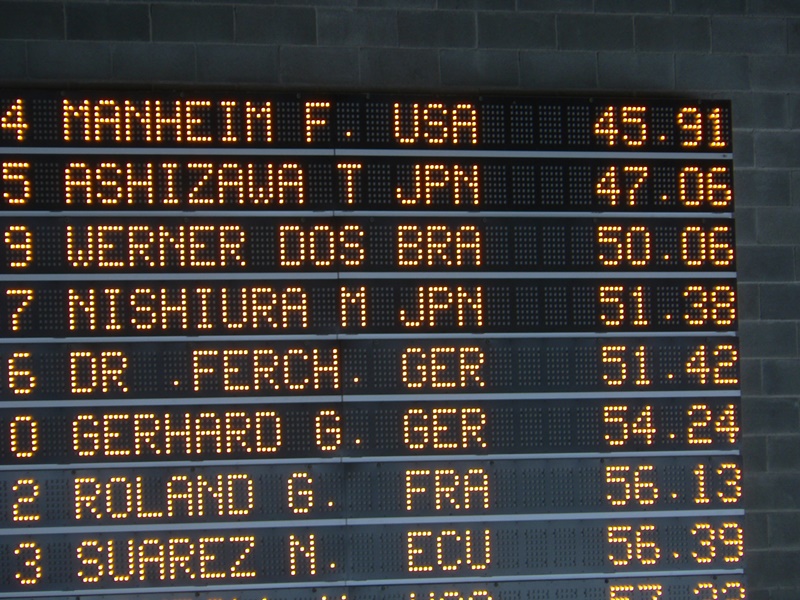 4 MANHEIM F. USA 45.91
5 ASHIZAWA T JPN 47.06
9 WERNER DOS BRA 50.06
7 NISHIURA M JPN 51.38
6 DR .FERCH. GER 51.42
0 GERHARD G. GER 54.24
2 ROLAND G. FRA 56.13
3 SUAREZ N. ECU 56.39